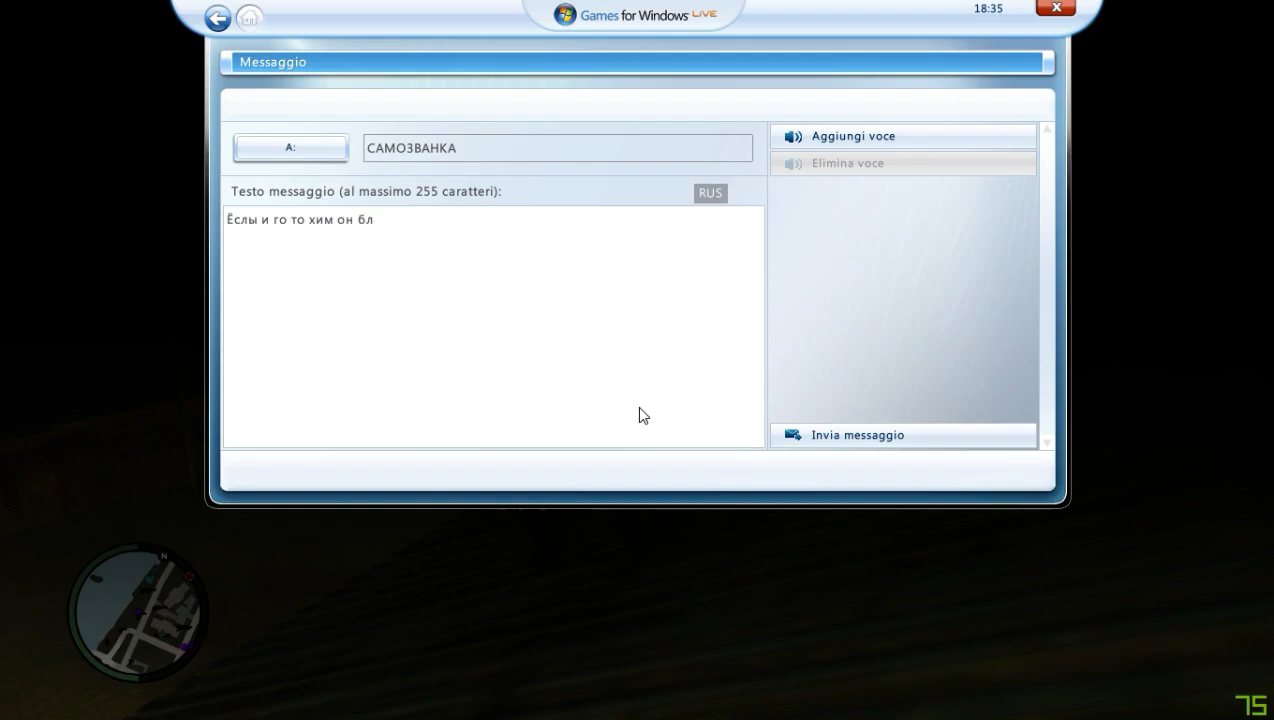 Games for Windows LIVE
18:35
Messaggio
A:
САМОЗВАНКА
Aggiungi voce
Elimina voce
Testo messaggio (al massimo 255 caratteri):
RUS
Ёслы и го то хим он бл
Invia messaggio
N
75